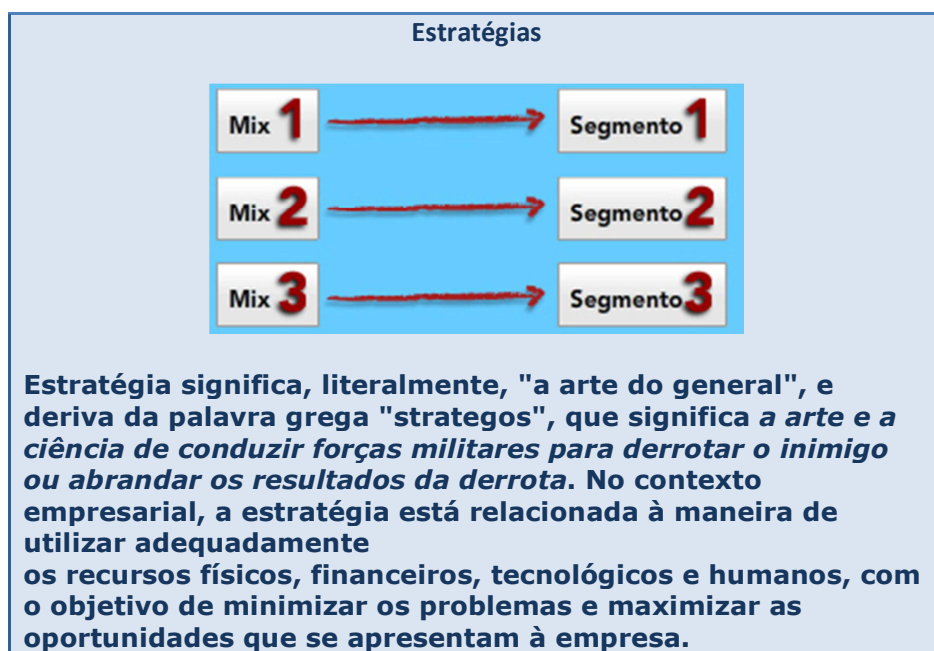 Estratégias
Mix 1 Segmento 1
Mix 2 Segmento 2
Mix 3 Segmento 3
Estratégia significa, literalmente, "a arte do general", e
deriva da palavra grega "strategos", que significa a arte e a
ciência de conduzir forças militares para derrotar o inimigo
ou abrandar os resultados da derrota. No contexto
empresarial, a estratégia está relacionada à maneira de
utilizar adequadamente
os recursos físicos, financeiros, tecnológicos e humanos, com
o objetivo de minimizar os problemas e maximizar as
oportunidades que se apresentam à empresa.